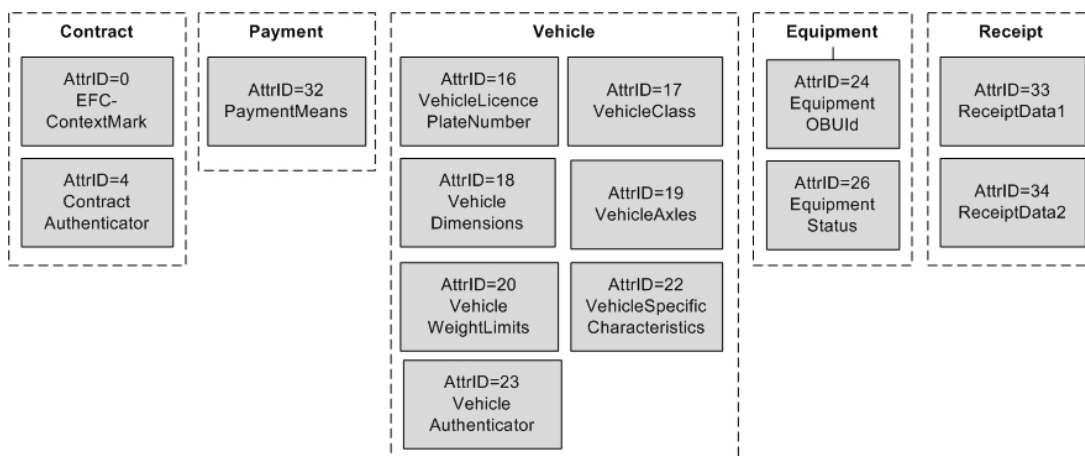 Contract
AttrID=0
EFC-
ContextMark
AttrID=4
Contract
Authenticator
Payment
AttrID=32
PaymentMeans
Vehicle
AttrID=16
VehicleLicence
PlateNumber
AttrID=17
VehicleClass
AttrID=18
Vehicle
Dimensions
AttrID=19
VehicleAxles
AttrID=20
Vehicle
WeightLimits
AttrID=22
VehicleSpecific
Characteristics
AttrID=23
Vehicle
Authenticator
Equipment
AttrID=24
Equipment
OBUId
AttrID=26
Equipment
Status
Receipt
AttrID=33
ReceiptData1
AttrID=34
ReceiptData2